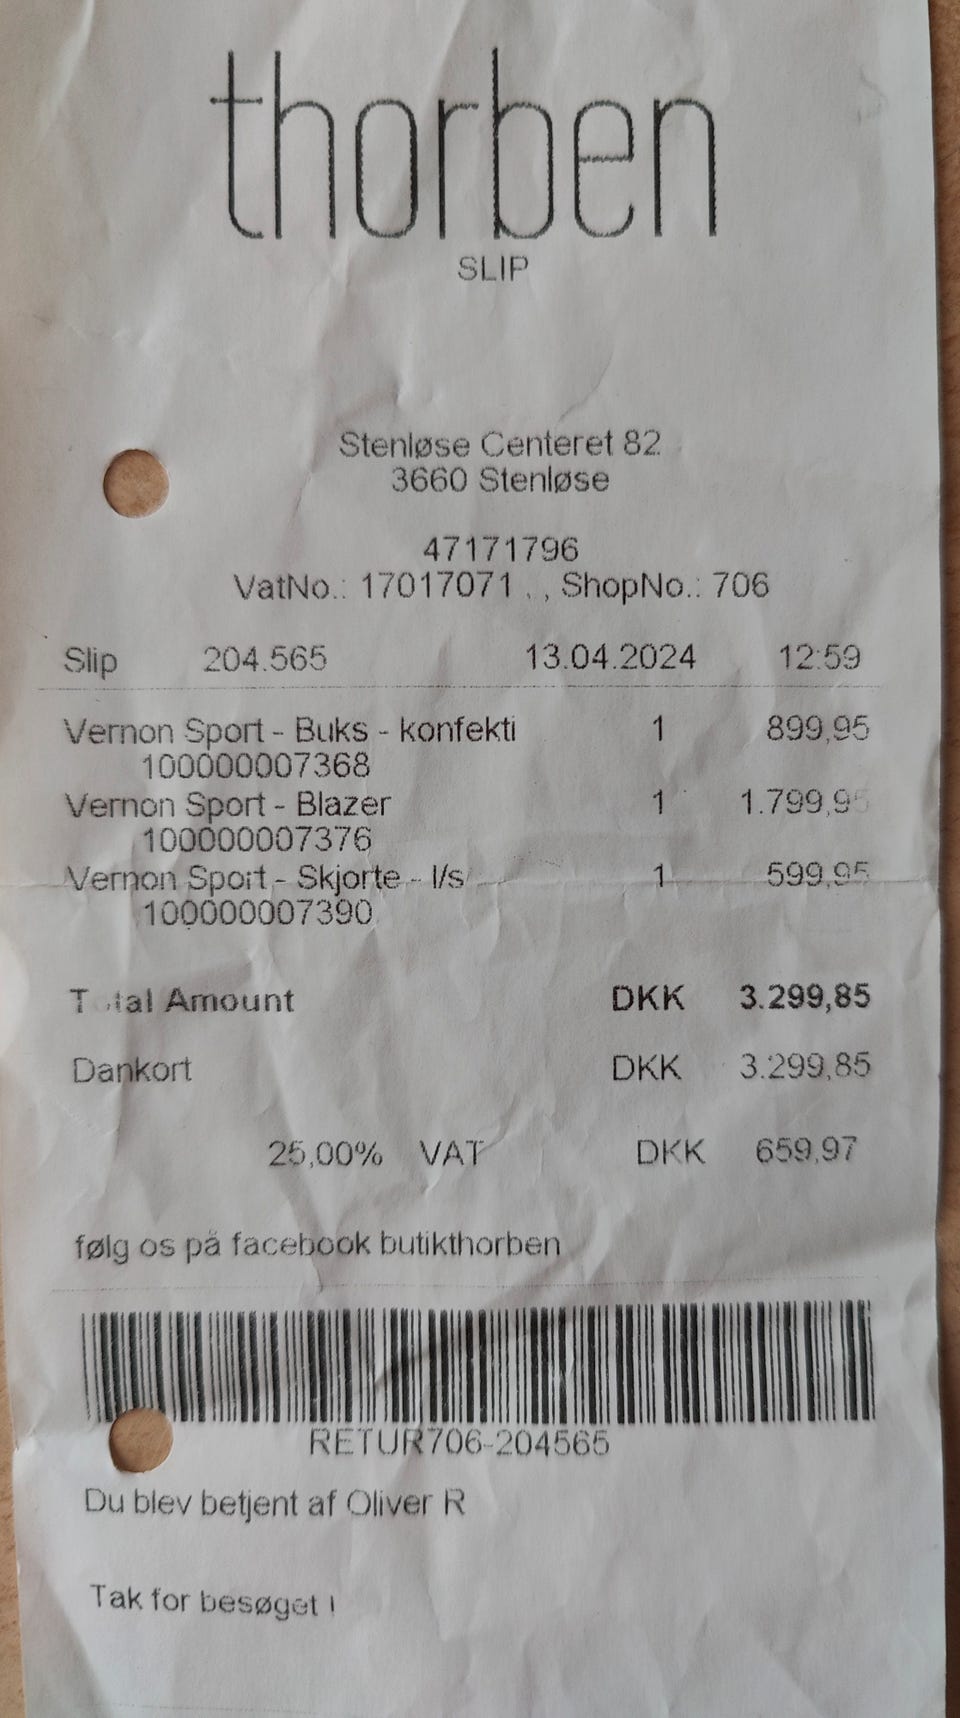 thorben
SLIP
Stenløse Centeret 82
3660 Stenløse
47171796
VatNo.: 17017071 , , ShopNo.: 706
Slip 204.565 13.04.2024 12:59
Vernon Sport - Buks - konfekti 1 899,95
100000007368
Vernon Sport - Blazer 1 1.799,95
100000007376
Vernon Sport - Skjorte - l/s 1 599,95
100000007390
Total Amount DKK 3.299,85
Dankort DKK 3.299,85
25,00% VAT DKK 659,97
følg os på facebook butikthorben
RETUR706-204565
Du blev betjent af Oliver R
Tak for besøget !